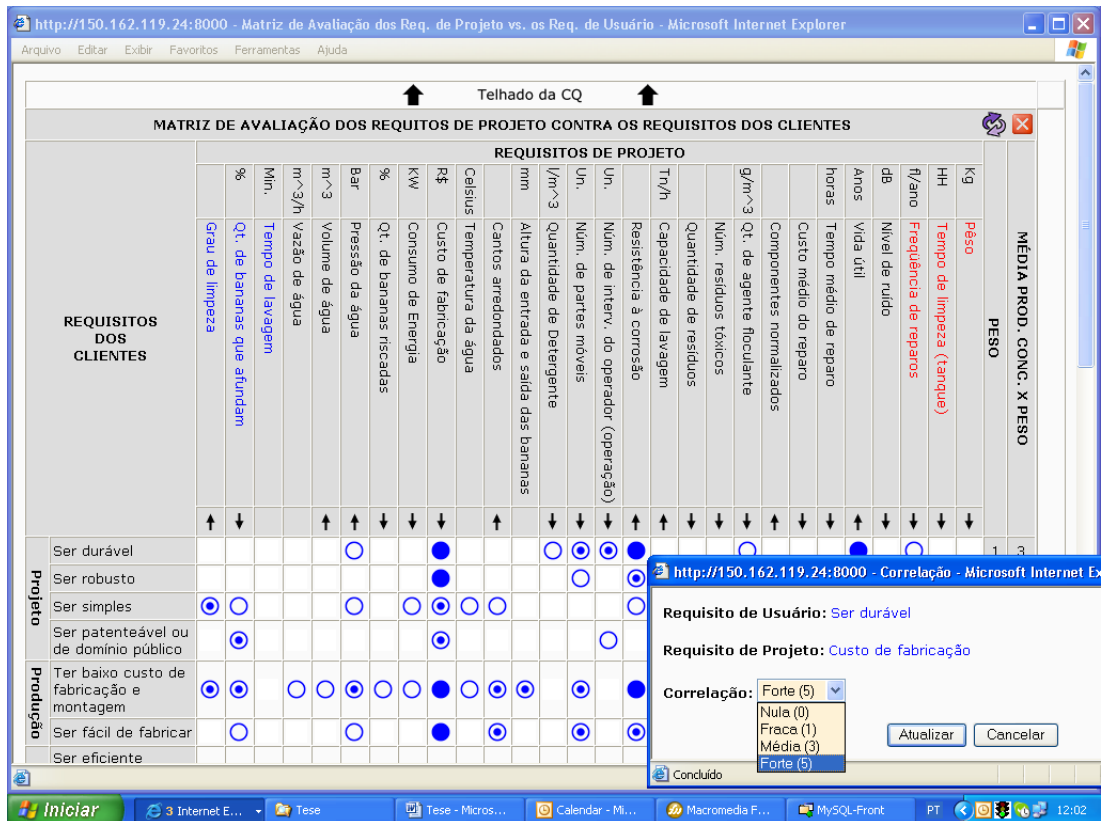 http://150.162.119.24:8000 - Matriz de Avaliação dos Req. de Projeto vs. os Req. de Usuário - Microsoft Internet Explorer
Arquivo Editar Exibir Favoritos Ferramentas Ajuda
Telhado da CQ
MATRIZ DE AVALIAÇÃO DOS REQUITOS DE PROJETO CONTRA OS REQUISITOS DOS CLIENTES
REQUISITOS DE PROJETO
REQUISITOS
DOS
CLIENTES
Grau de limpeza
% Qt. de bananas que afundam
Min. Tempo de lavagem
m^3/h Vazão de água
m^3 Volume de água
Bar Pressão da água
% Qt. de bananas riscadas
KW Consumo de Energia
R$ Custo de fabricação
Celsius Temperatura da água
Cantos arredondados
mm Altura da entrada e saída das bananas
l/m^3 Quantidade de Detergente
Un. Núm. de partes móveis
Un. Núm. de interv. do operador (operação)
Resistência à corrosão
Tn/h Capacidade de lavagem
Quantidade de resíduos
Núm. resíduos tóxicos
g/m^3 Qt. de agente floculante
Componentes normalizados
Custo médio do reparo
horas Tempo médio de reparo
Anos Vida útil
dB Nível de ruído
fl/ano Freqüência de reparos
HH Tempo de limpeza (tanque)
Kg Pêso
PESO
MÉDIA PROD. CONC. X PESO
Projeto
Ser durável 1 3
Ser robusto
Ser simples
Ser patenteável ou
de domínio público
Produção
Ter baixo custo de
fabricação e
montagem
Ser fácil de fabricar
Ser eficiente
http://150.162.119.24:8000 - Correlação - Microsoft Internet Ex
Requisito de Usuário: Ser durável
Requisito de Projeto: Custo de fabricação
Correlação: Forte (5)
Nula (0)
Fraca (1)
Média (3)
Forte (5)
Atualizar Cancelar
Concluído
Iniciar 3 Internet E... Tese Tese - Micros... Calendar - Mi... Macromedia F... MySQL-Front PT 12:02